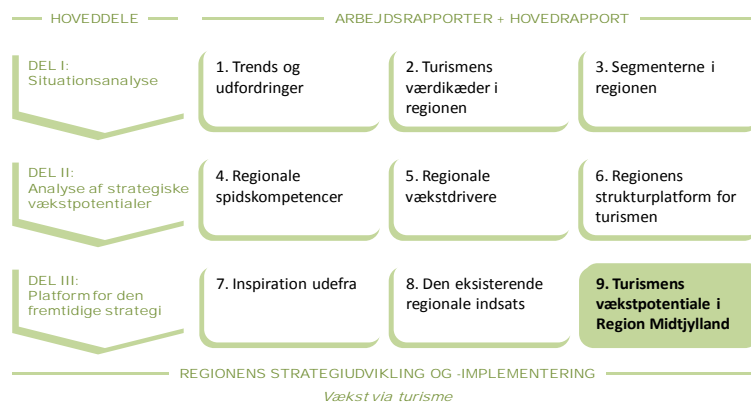 HOVEDDELE
ARBEJDSRAPPORTER + HOVEDRAPPORT
DEL I:
Situationsanalyse
1. Trends og
udfordringer
2. Turismens
værdikæder i
regionen
3. Segmenterne i
regionen
DEL II:
Analyse af strategiske
vækstpotentialer
4. Regionale
spidskompetencer
5. Regionale
vækstdrivere
6. Regionens
strukturplatform for
turismen
DEL III:
Platform for den
fremtidige strategi
7. Inspiration udefra
8. Den eksisterende
regionale indsats
9. Turismens
vækstpotentiale i
Region Midtjylland
REGIONENS STRATEGIUDVIKLING OG -IMPLEMENTERING
Vækst via turisme